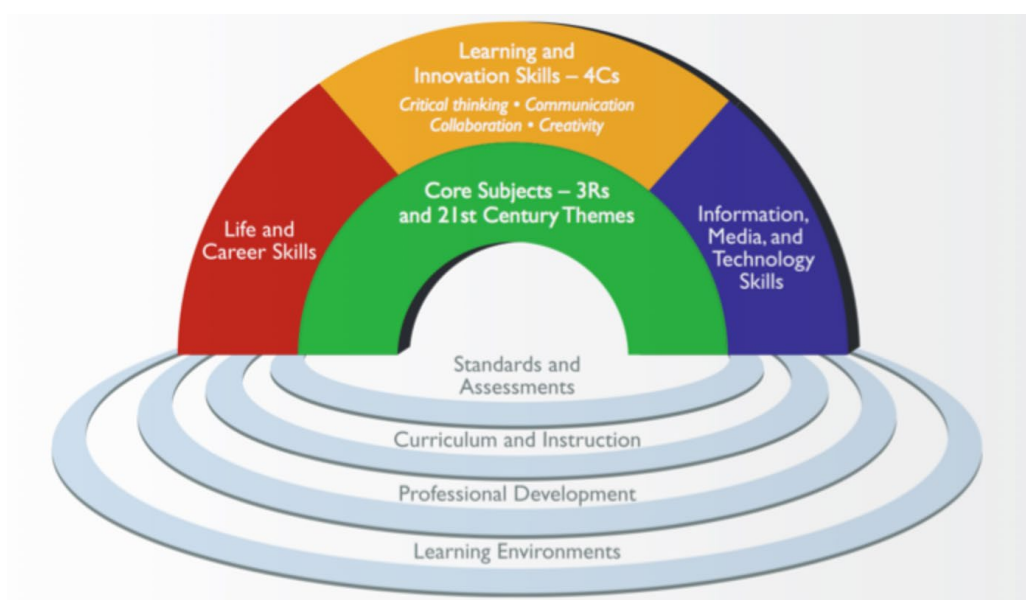 Learning and
Innovation Skills – 4Cs
Critical thinking • Communication
Collaboration • Creativity
Core Subjects – 3Rs
and 21st Century Themes
Life and
Career Skills
Information,
Media, and
Technology
Skills
Standards and
Assessments
Curriculum and Instruction
Professional Development
Learning Environments